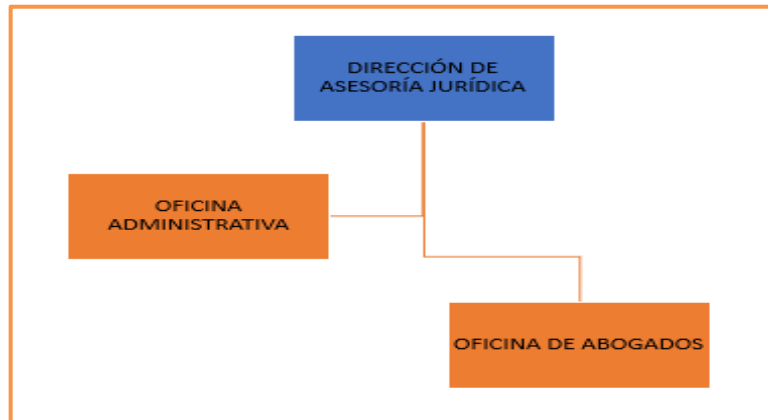 DIRECCIÓN DE
ASESORÍA JURÍDICA
OFICINA
ADMINISTRATIVA
OFICINA DE ABOGADOS